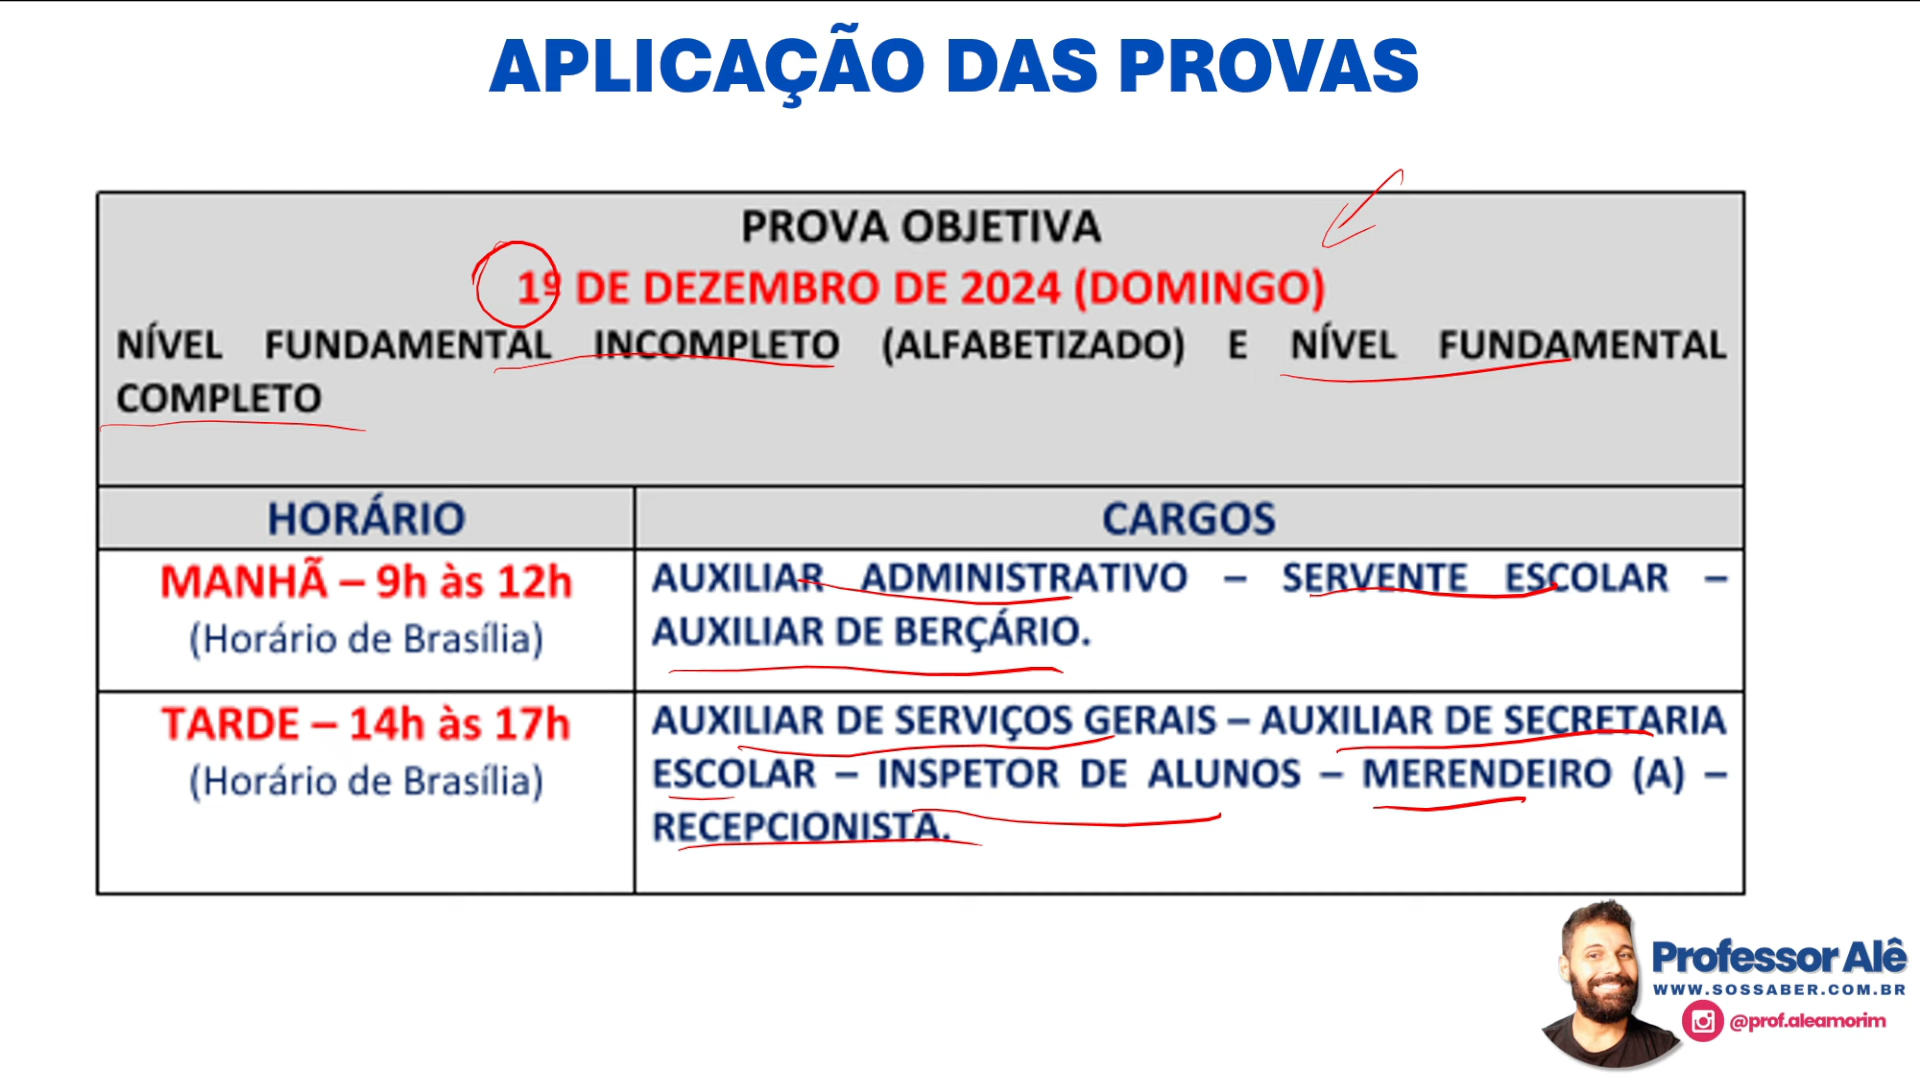 APLICAÇÃO DAS PROVAS
PROVA OBJETIVA
1º DE DEZEMBRO DE 2024 (DOMINGO)
NÍVEL FUNDAMENTAL INCOMPLETO (ALFABETIZADO) E NÍVEL FUNDAMENTAL
COMPLETO
HORÁRIO
CARGOS
MANHÃ – 9h às 12h
(Horário de Brasília)
AUXILIAR ADMINISTRATIVO – SERVENTE ESCOLAR –
AUXILIAR DE BERÇÁRIO.
TARDE – 14h às 17h
(Horário de Brasília)
AUXILIAR DE SERVIÇOS GERAIS – AUXILIAR DE SECRETARIA
ESCOLAR – INSPETOR DE ALUNOS – MERENDEIRO (A) –
RECEPCIONISTA.
Professor Alê
WWW.SOSSABER.COM.BR
@prof.aleamorim